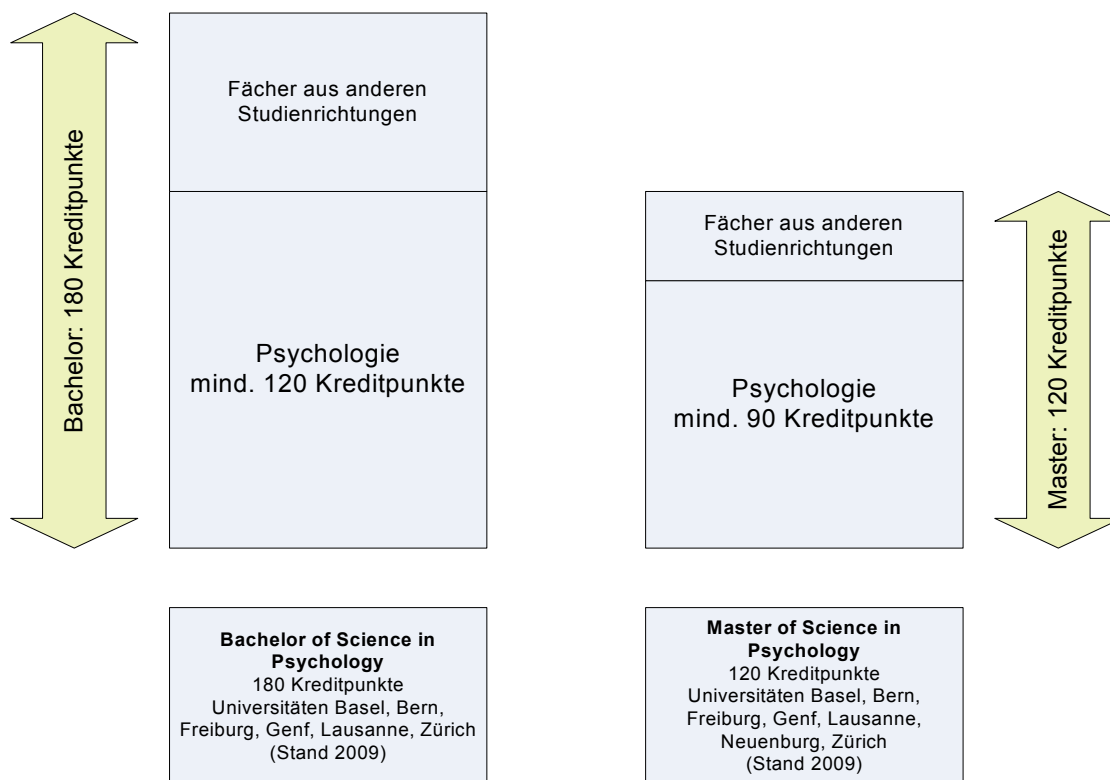 Bachelor: 180 Kreditpunkte
Fächer aus anderen
Studienrichtungen
Psychologie
mind. 120 Kreditpunkte
Fächer aus anderen
Studienrichtungen
Psychologie
mind. 90 Kreditpunkte
Master: 120 Kreditpunkte
Bachelor of Science in
Psychology
180 Kreditpunkte
Universitäten Basel, Bern,
Freiburg, Genf, Lausanne, Zürich
(Stand 2009)
Master of Science in
Psychology
120 Kreditpunkte
Universitäten Basel, Bern,
Freiburg, Genf, Lausanne,
Neuenburg, Zürich
(Stand 2009)